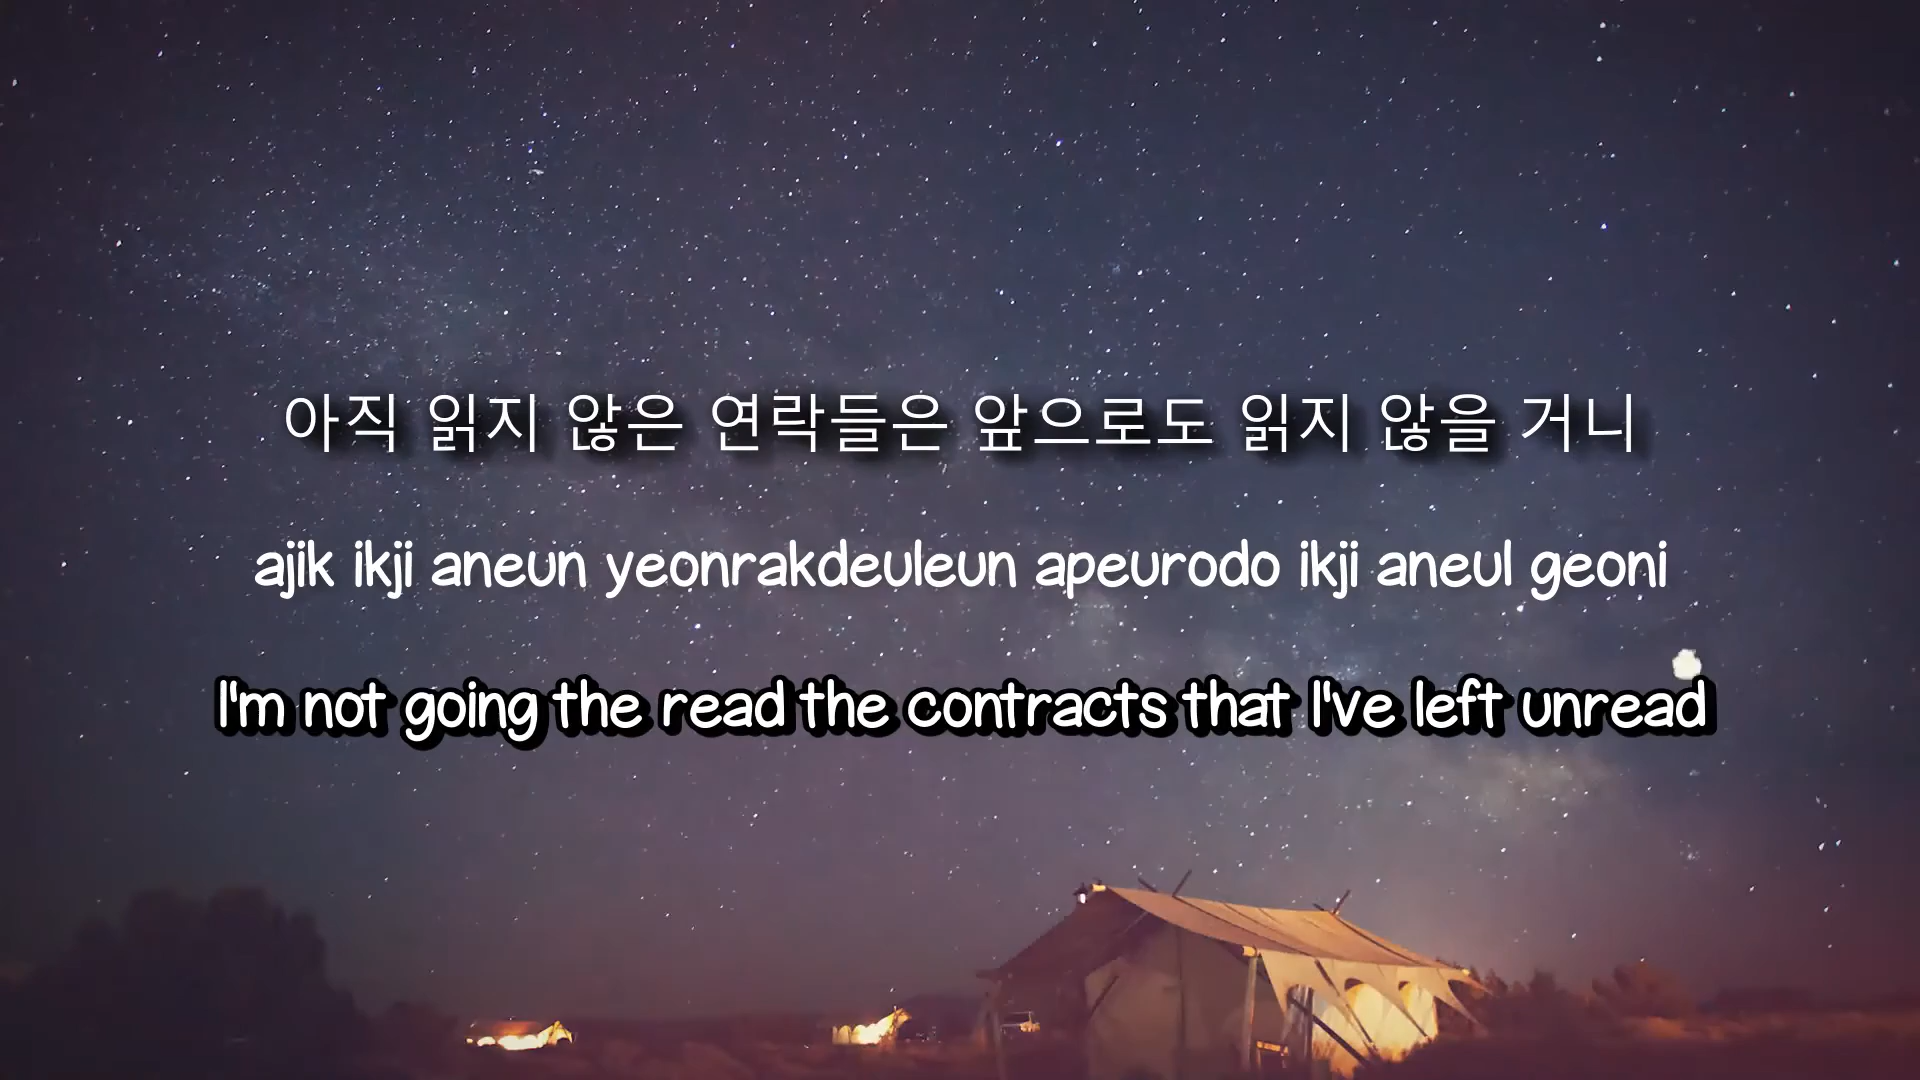 아직 읽지 않은 연락들은 앞으로도 읽지 않을 거니
ajik ikji aneun yeonrakdeuleun apeurodo ikji aneul geoni
I'm not going the read the contracts that I've left unread